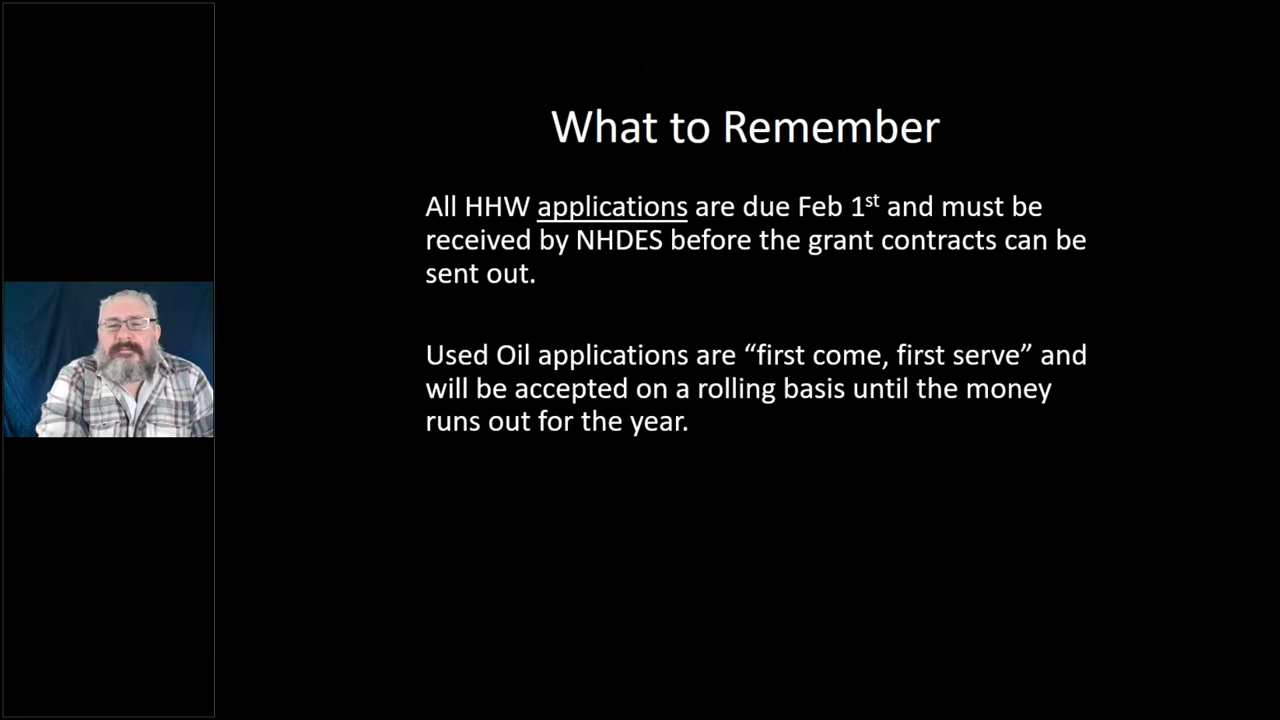 What to Remember
All HHW applications are due Feb 1st and must be
received by NHDES before the grant contracts can be
sent out.
Used Oil applications are “first come, first serve” and
will be accepted on a rolling basis until the money
runs out for the year.